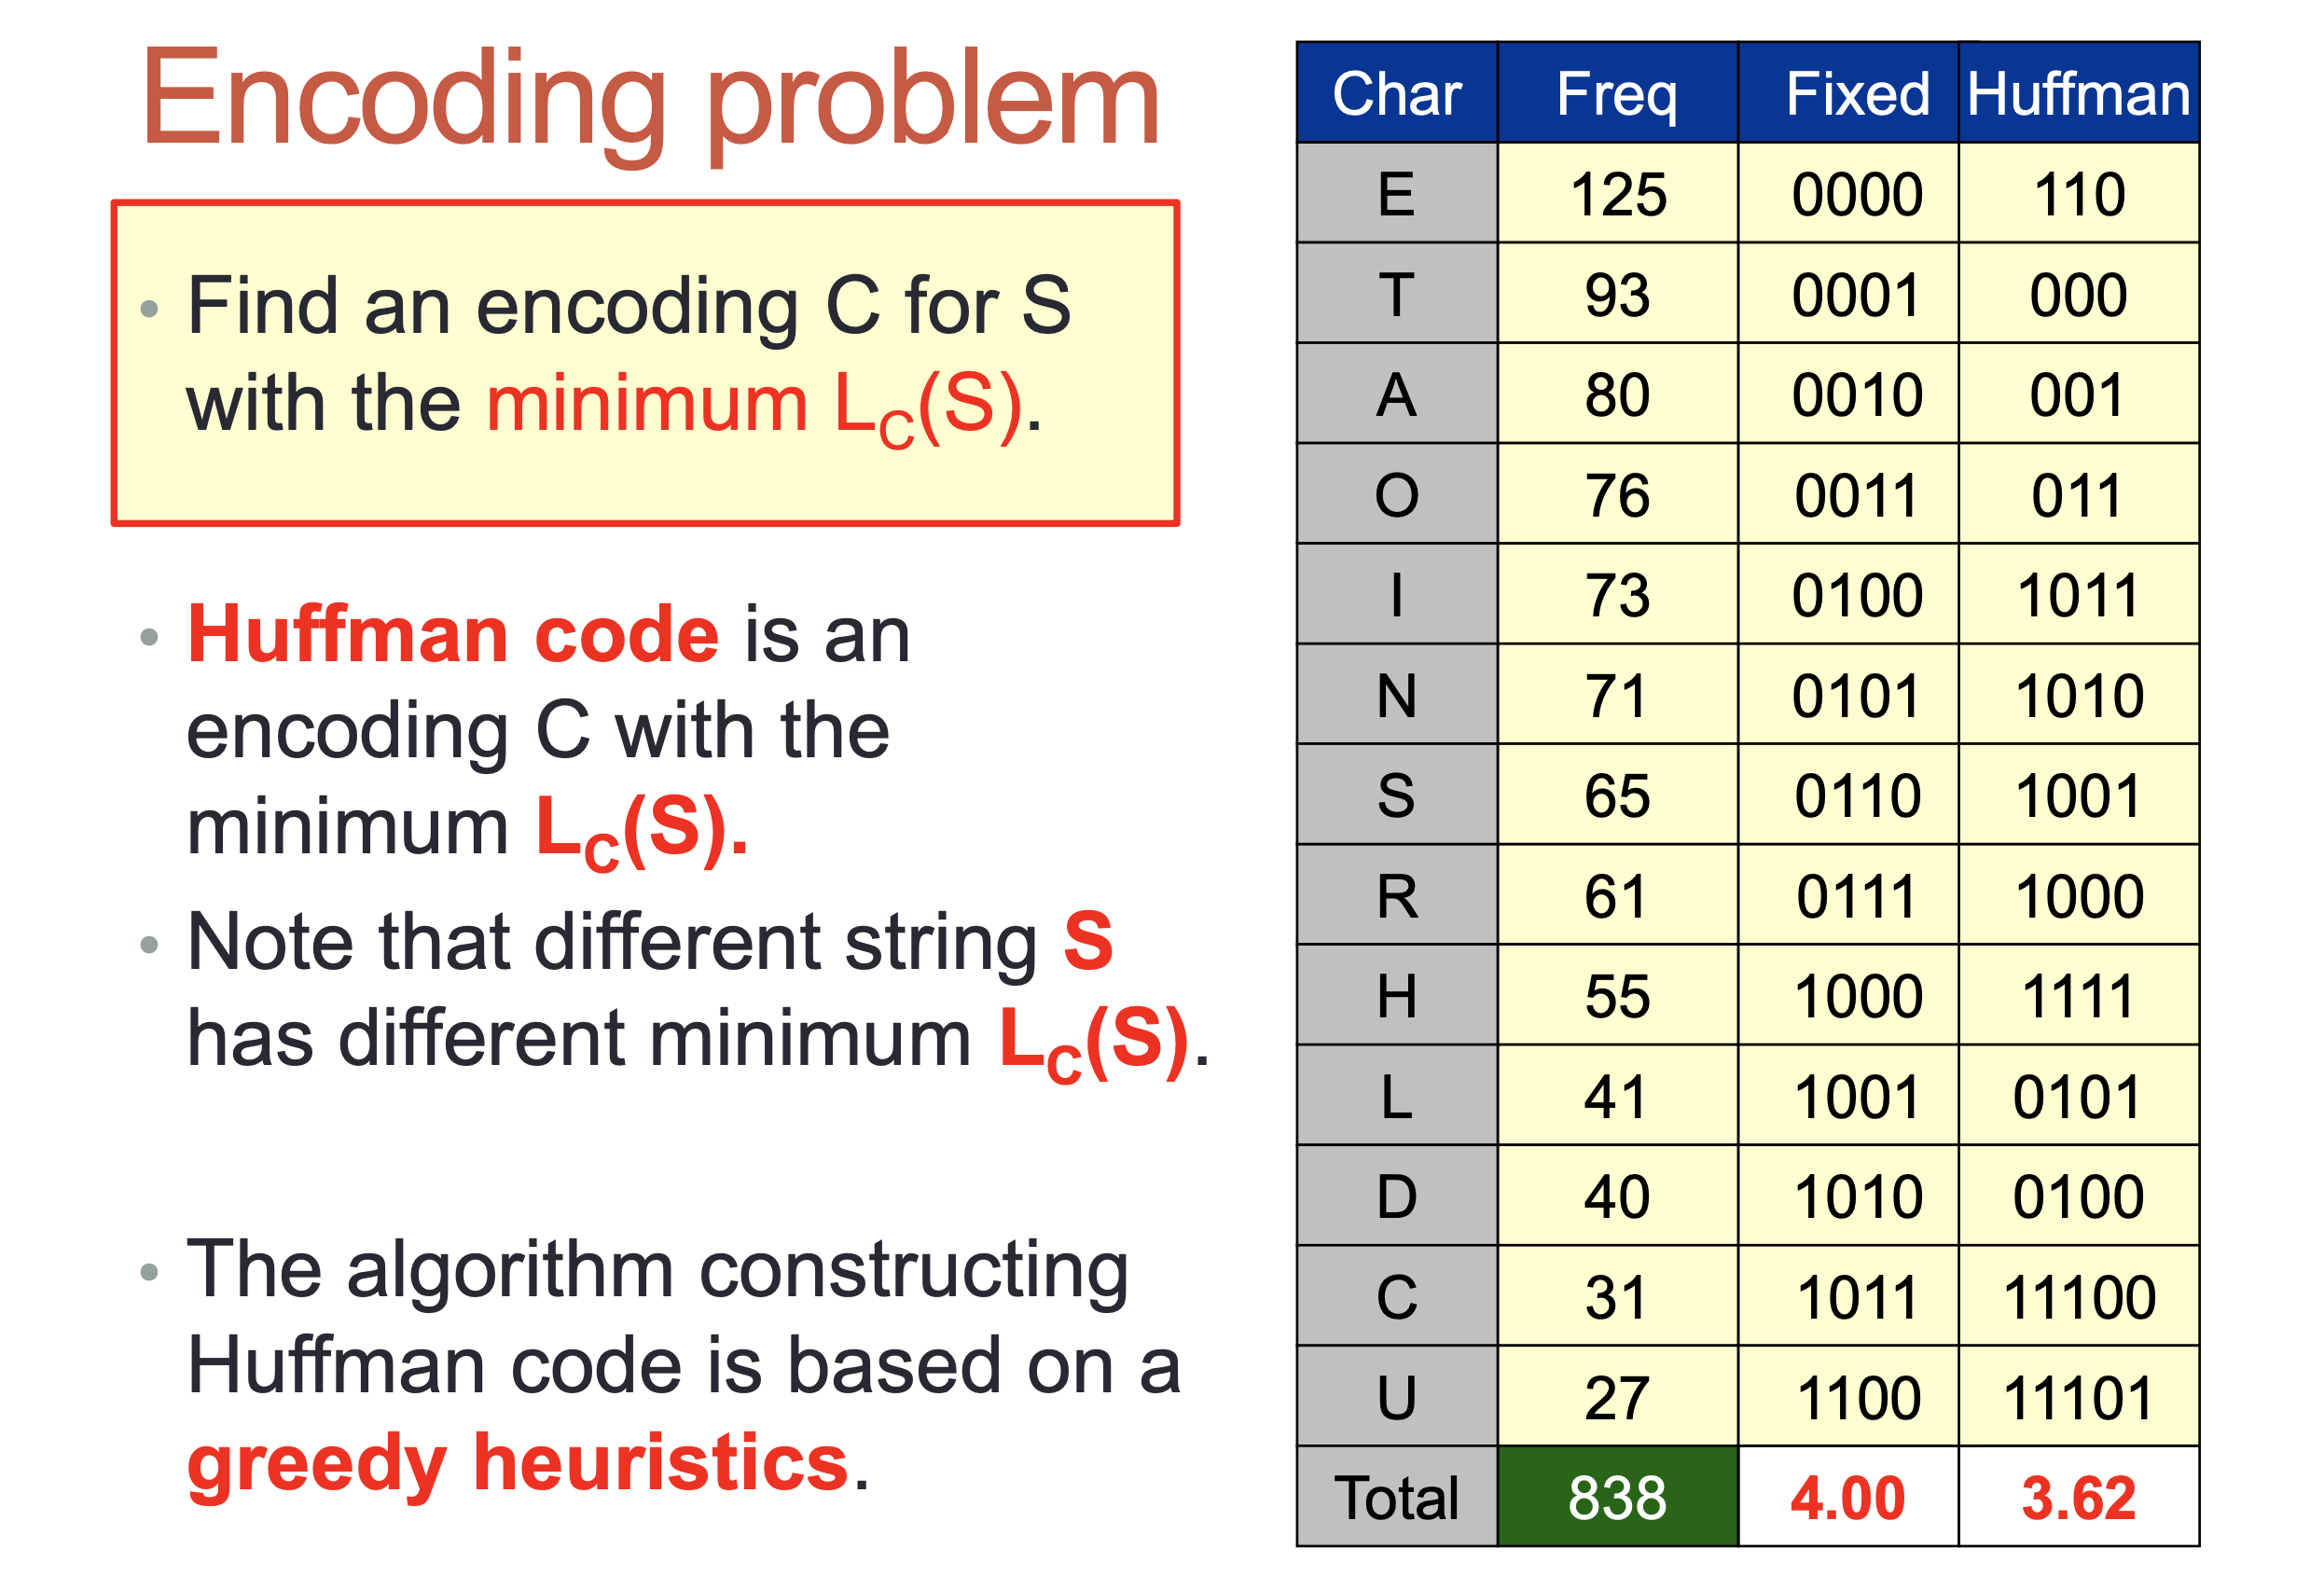 Encoding problem
• Find an encoding C for S
with the minimum LC(S).
• Huffman code is an
encoding C with the
minimum LC(S).
• Note that different string S
has different minimum LC(S).
• The algorithm constructing
Huffman code is based on a
greedy heuristics.
Char Freq Fixed Huffman
E 125 0000 110
T 93 0001 000
A 80 0010 001
O 76 0011 011
I 73 0100 1011
N 71 0101 1010
S 65 0110 1001
R 61 0111 1000
H 55 1000 1111
L 41 1001 0101
D 40 1010 0100
C 31 1011 11100
U 27 1100 11101
Total 838 4.00 3.62